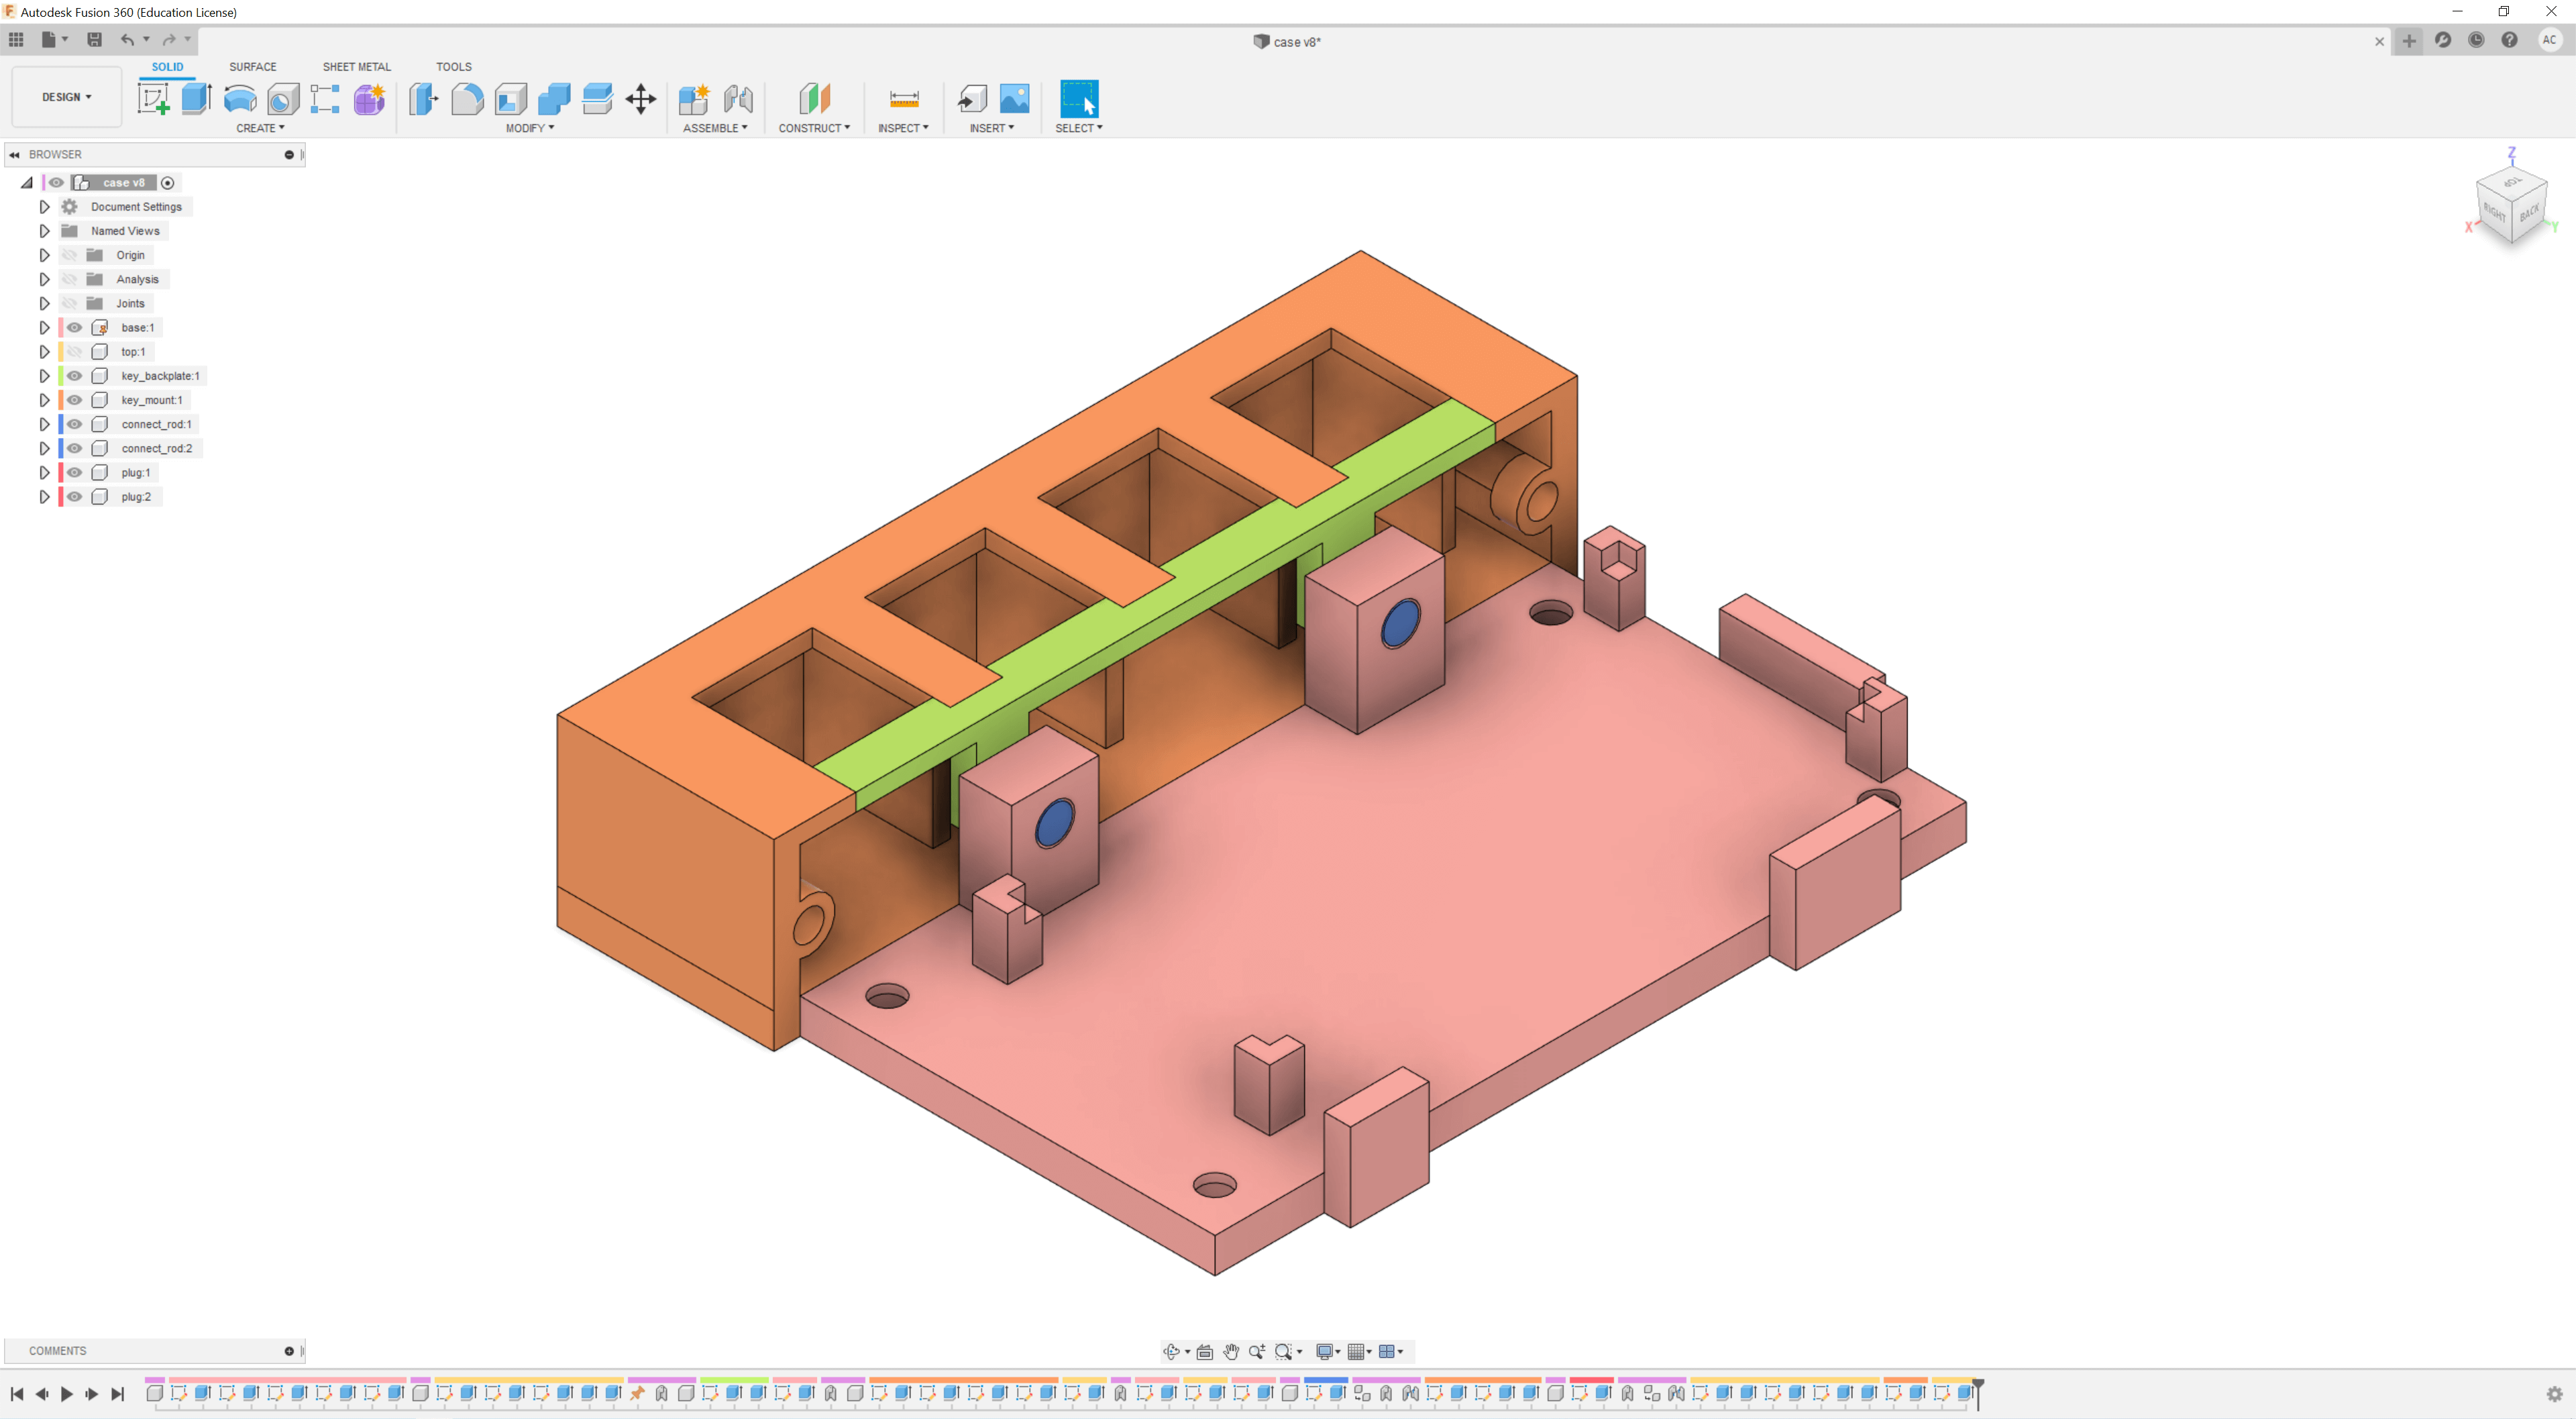 Autodesk Fusion 360 (Education License)
case v8*
AC
DESIGN
SOLID
SURFACE
SHEET METAL
TOOLS
CREATE
MODIFY
ASSEMBLE
CONSTRUCT
INSPECT
INSERT
SELECT
BROWSER
case v8
Document Settings
Named Views
Origin
Analysis
Joints
base:1
top:1
key_backplate:1
key_mount:1
connect_rod:1
connect_rod:2
plug:1
plug:2
Z
TOP
RIGHT
BACK
X
Y
COMMENTS